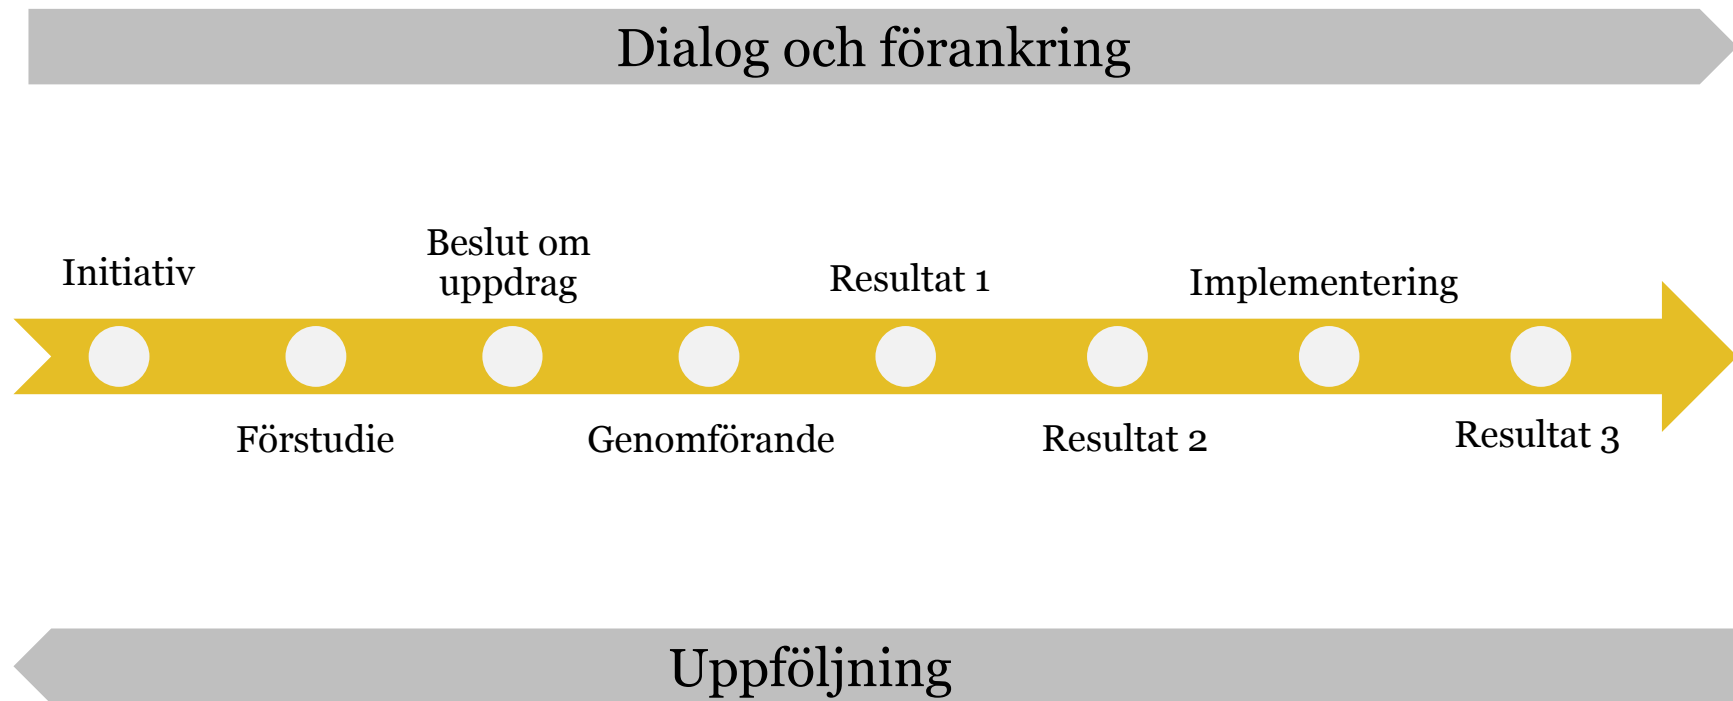 Dialog och förankring
Initiativ
Förstudie
Beslut om
uppdrag
Genomförande
Resultat 1
Resultat 2
Implementering
Resultat 3
Uppföljning